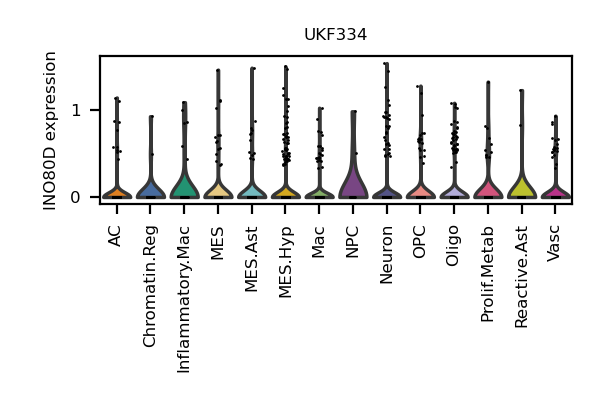 UKF334
INO80D expression
1
0
AC
Chromatin.Reg
Inflammatory.Mac
MES
MES.Ast
MES.Hyp
Mac
NPC
Neuron
OPC
Oligo
Prolif.Metab
Reactive.Ast
Vasc